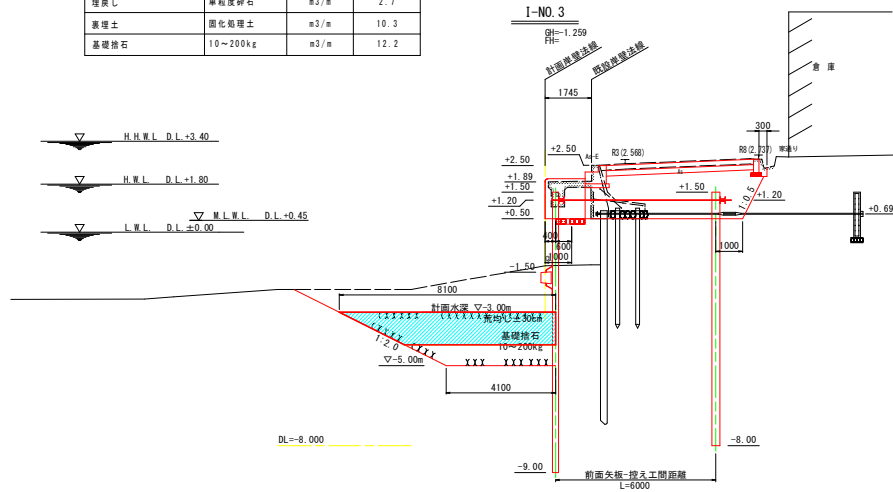 埋戻し 単粒度砕石 m3/m 2.7
裏埋土 固化処理土 m3/m 10.3
基礎捨石 10～200kg m3/m 12.2
I-NO.3
GH=-1.259
FH=
計画岸壁法線
既設岸壁法線
1745
倉庫
300
H.H.W.L D.L.+3.40
H.W.L. D.L.+1.80
M.L.W.L. D.L.+0.45
L.W.L. D.L.±0.00
+2.50
As-E
R3(2.568)
R8(2.737)
+2.50
+1.89
+1.50
+1.20
+0.50
As
+1.50
1:0.5
+1.20
+0.69
400
600
1000
1000
-1.50
8100
計画水深 ▽-3.00m
荒均し±30cm
基礎捨石
10～200kg
1:2.0
▽-5.00m
4100
DL=-8.000
-8.00
-9.00
前面矢板-控え工間距離
L=6000